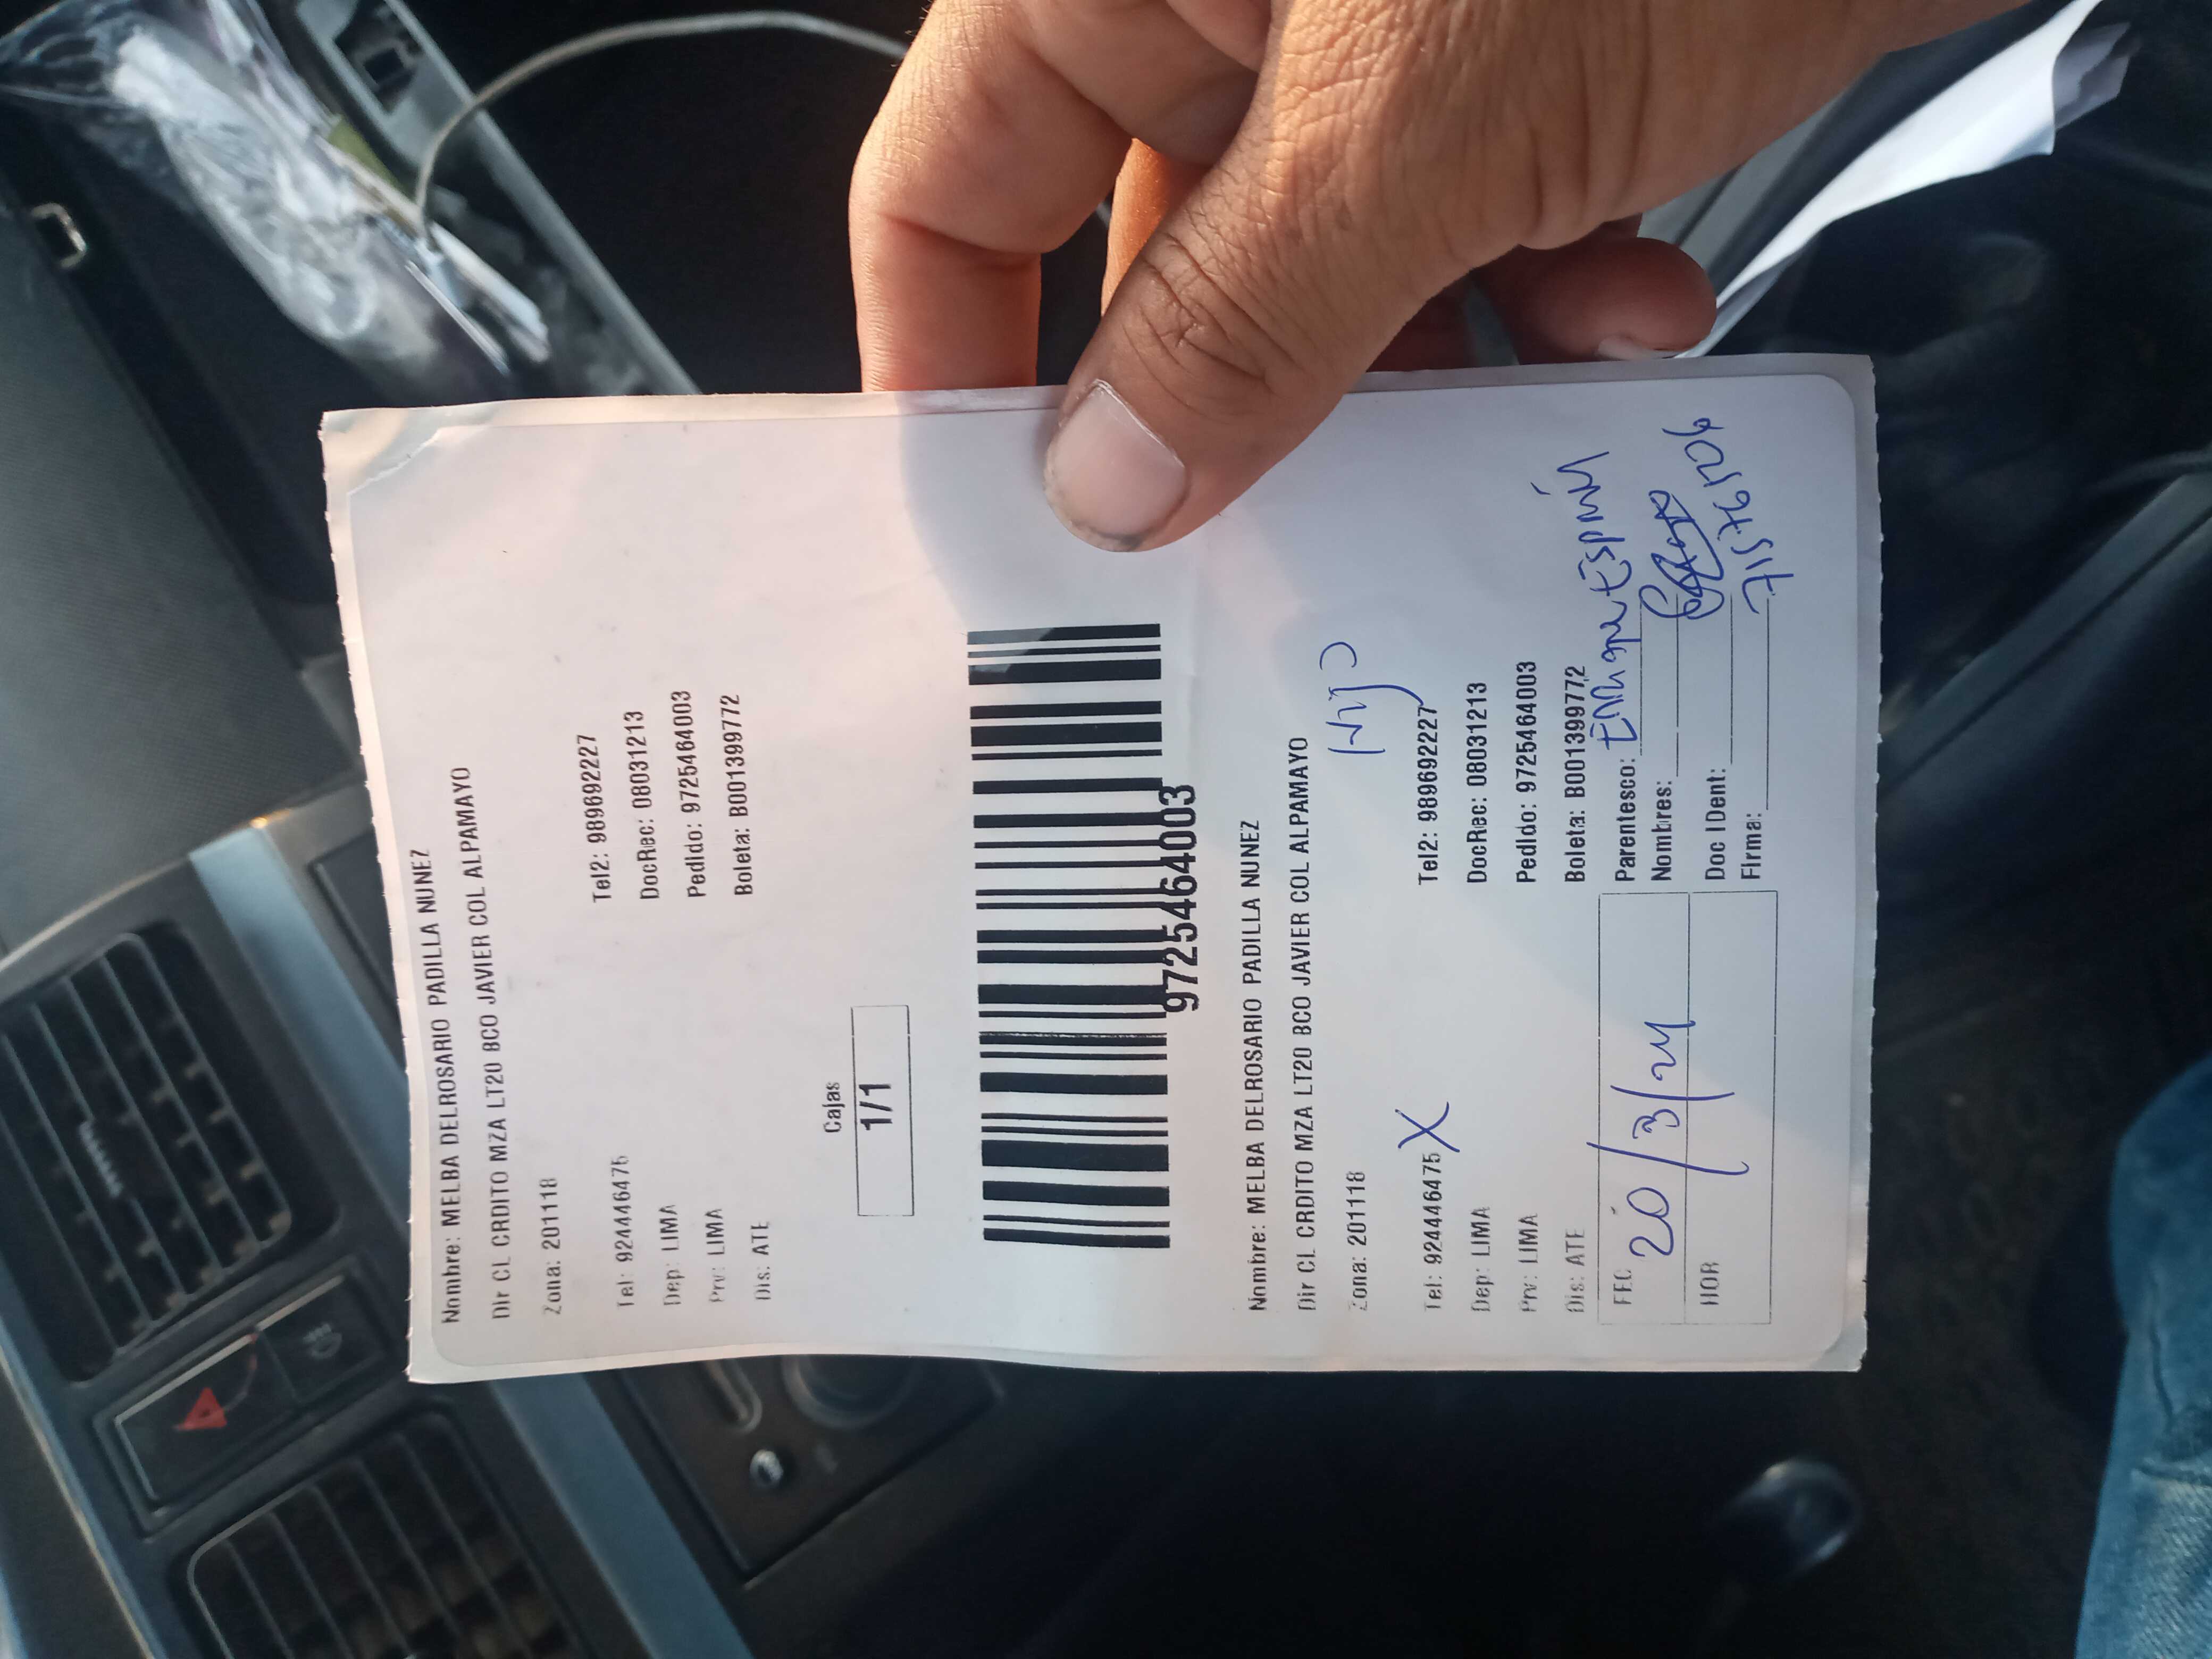 Nombre: MELBA DELROSARIO PADILLA NUNEZ
Dir CL CRDITO MZA LT20 BCO JAVIER COL ALPAMAYO
Zona: 201118
Tel: 924446475 Tel2: 989692227
Dep: LIMA DocRec: 08031213
Prv: LIMA Pedido: 9725464003
Dis: ATE Boleta: B001399772
Cajas
1/1
9725464003
Nombre: MELBA DELROSARIO PADILLA NUNEZ
Dir CL CRDITO MZA LT20 BCO JAVIER COL ALPAMAYO
Zona: 201118 Hijo
Tel: 924446475 X Tel2: 989692227
Dep: LIMA DocRec: 08031213
Prv: LIMA Pedido: 9725464003
Dis: ATE Boleta: B001399772
FEC 20/3/24 Parentesco: Enrique
Nombres:
HOR Doc IDent:
Firma: